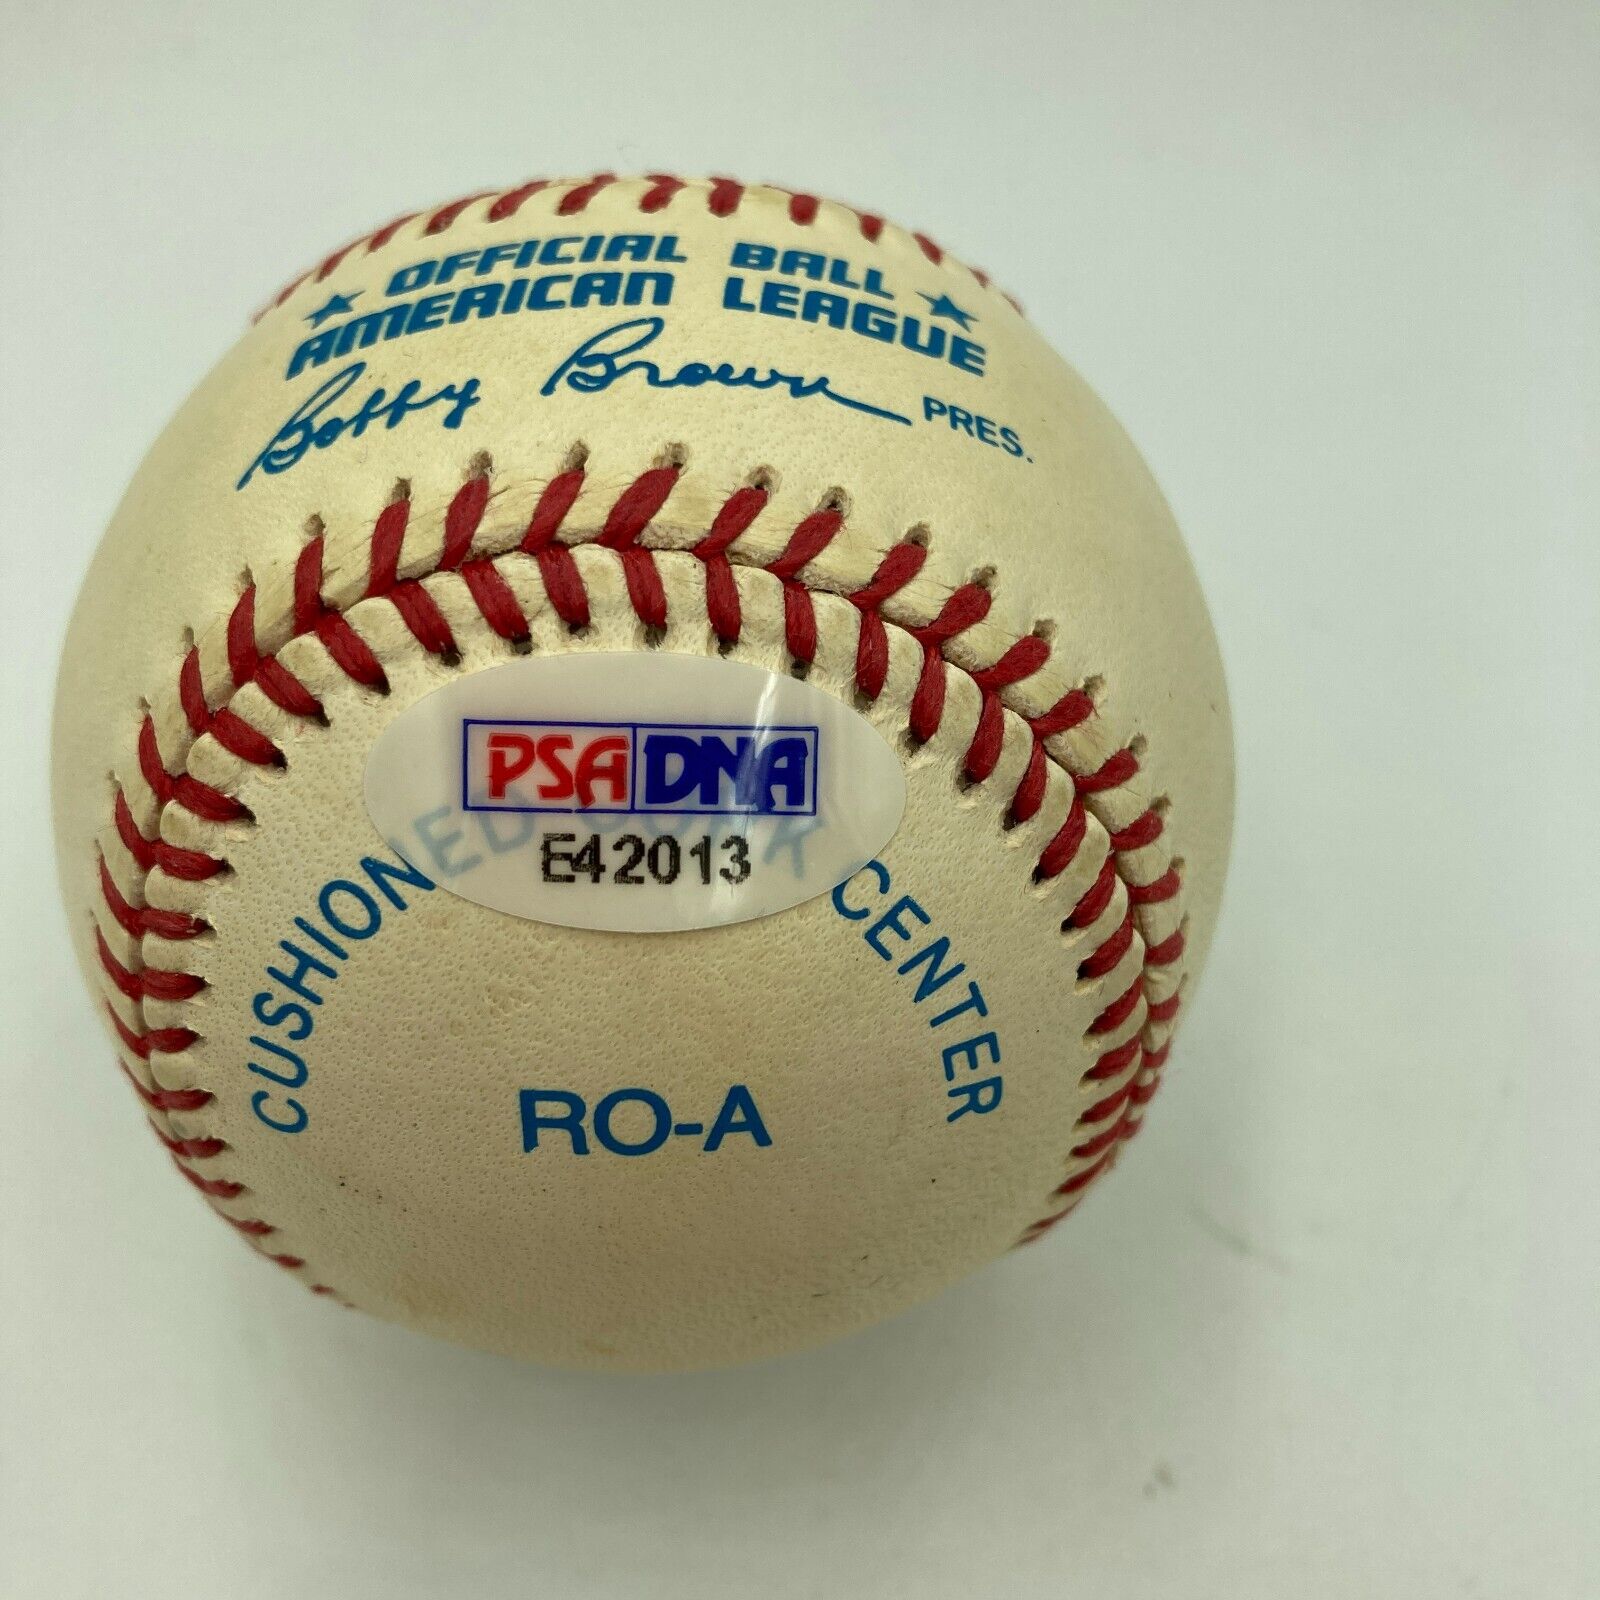 ★ OFFICIAL BALL ★
AMERICAN LEAGUE
Bobby Brown PRES.
PSA DNA
E42013
CUSHIONED CORK CENTER
RO-A